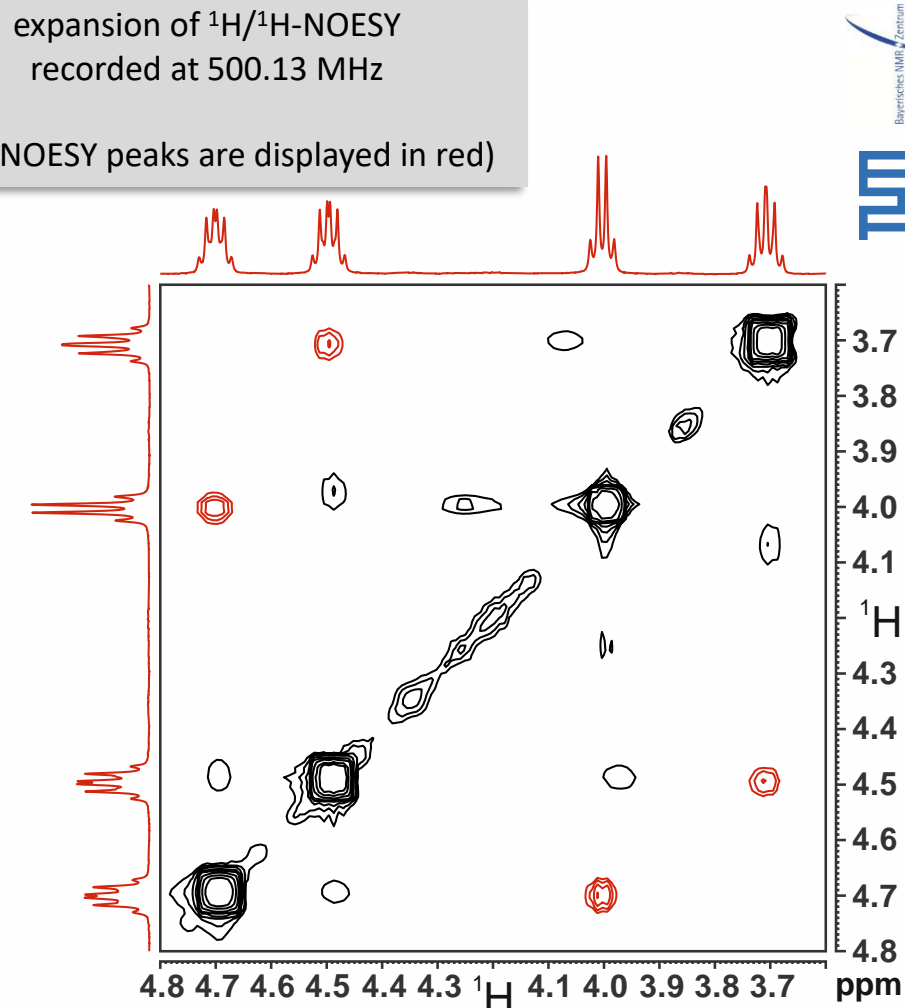 expansion of ¹H/¹H-NOESY
recorded at 500.13 MHz
NOESY peaks are displayed in red)
Bayerisches NMR Zentrum
3.7
3.8
3.9
4.0
4.1
¹H
4.3
4.4
4.5
4.6
4.7
4.8
4.8 4.7 4.6 4.5 4.4 ¹H 4.1 4.0 3.9 3.8 3.7 ppm